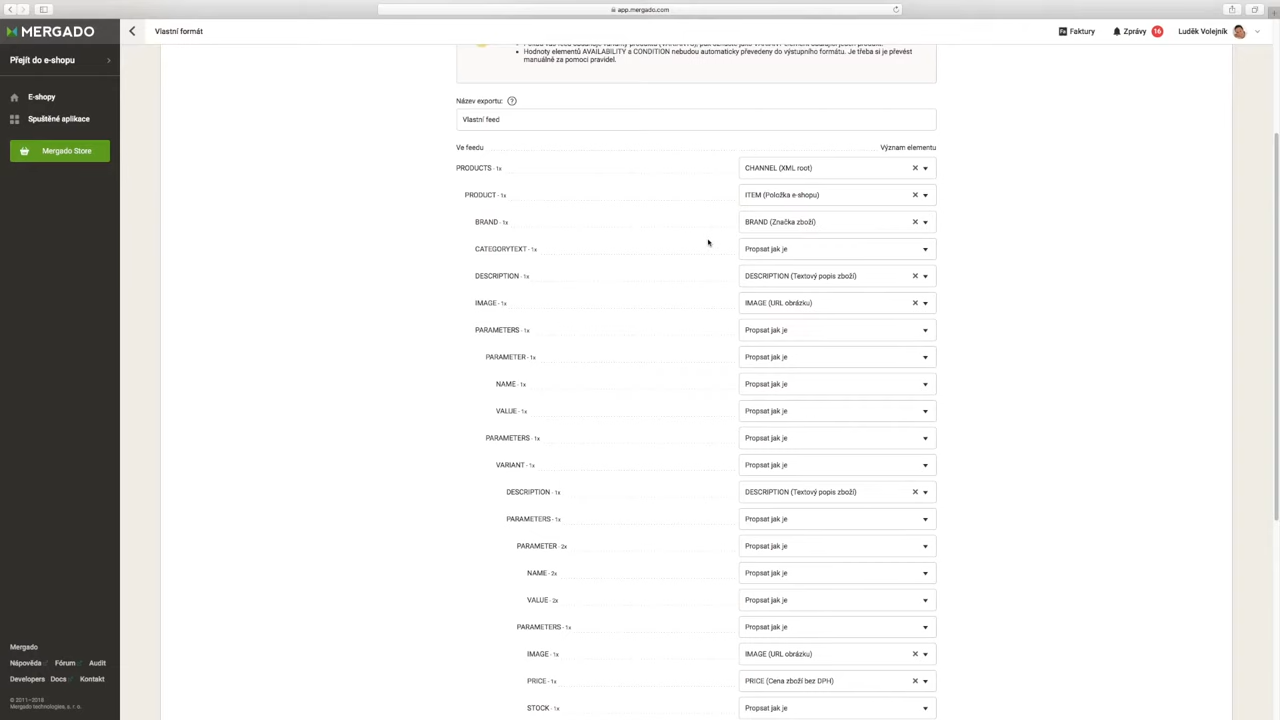 app.mergado.com
MERGADO
Vlastní formát
Faktury
Zprávy
16
Luděk Volejník
Přejít do e-shopu
E-shopy
Spuštěné aplikace
Mergado Store
Hodnoty elementů AVAILABILITY a CONDITION nebudou automaticky převedeny do výstupního formátu. Je třeba si je převést
manuálně za pomoci pravidel.
Název exportu: ?
Vlastní feed
Ve feedu
Význam elementu
PRODUCTS - 1x
CHANNEL (XML root)
PRODUCT - 1x
ITEM (Položka e-shopu)
BRAND - 1x
BRAND (Značka zboží)
CATEGORYTEXT - 1x
Propsat jak je
DESCRIPTION - 1x
DESCRIPTION (Textový popis zboží)
IMAGE - 1x
IMAGE (URL obrázku)
PARAMETERS - 1x
Propsat jak je
PARAMETER - 1x
Propsat jak je
NAME - 1x
Propsat jak je
VALUE - 1x
Propsat jak je
PARAMETERS - 1x
Propsat jak je
VARIANT - 1x
Propsat jak je
DESCRIPTION - 1x
DESCRIPTION (Textový popis zboží)
PARAMETERS - 1x
Propsat jak je
PARAMETER - 2x
Propsat jak je
NAME - 2x
Propsat jak je
VALUE - 2x
Propsat jak je
PARAMETERS - 1x
Propsat jak je
IMAGE - 1x
IMAGE (URL obrázku)
PRICE - 1x
PRICE (Cena zboží bez DPH)
STOCK - 1x
Propsat jak je
Mergado
Nápověda
Fórum
Audit
Developers
Docs
Kontakt
© 2011–2018
Mergado technologies, s. r. o.